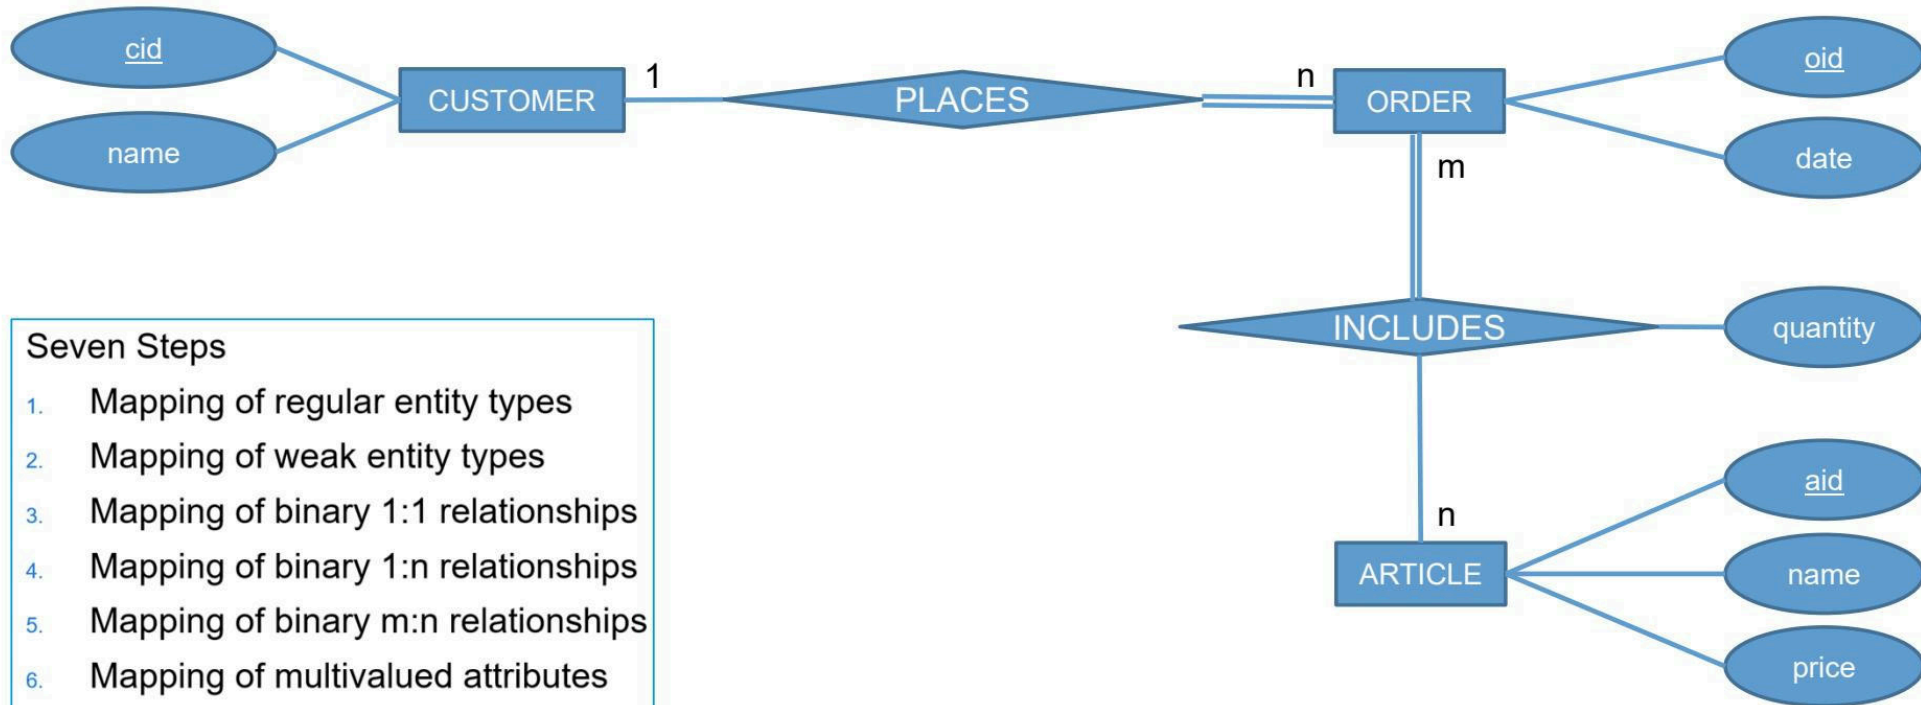 cid
name
CUSTOMER
1
PLACES
n
ORDER
oid
date
m
INCLUDES
quantity
n
ARTICLE
aid
name
price
Seven Steps
1. Mapping of regular entity types
2. Mapping of weak entity types
3. Mapping of binary 1:1 relationships
4. Mapping of binary 1:n relationships
5. Mapping of binary m:n relationships
6. Mapping of multivalued attributes